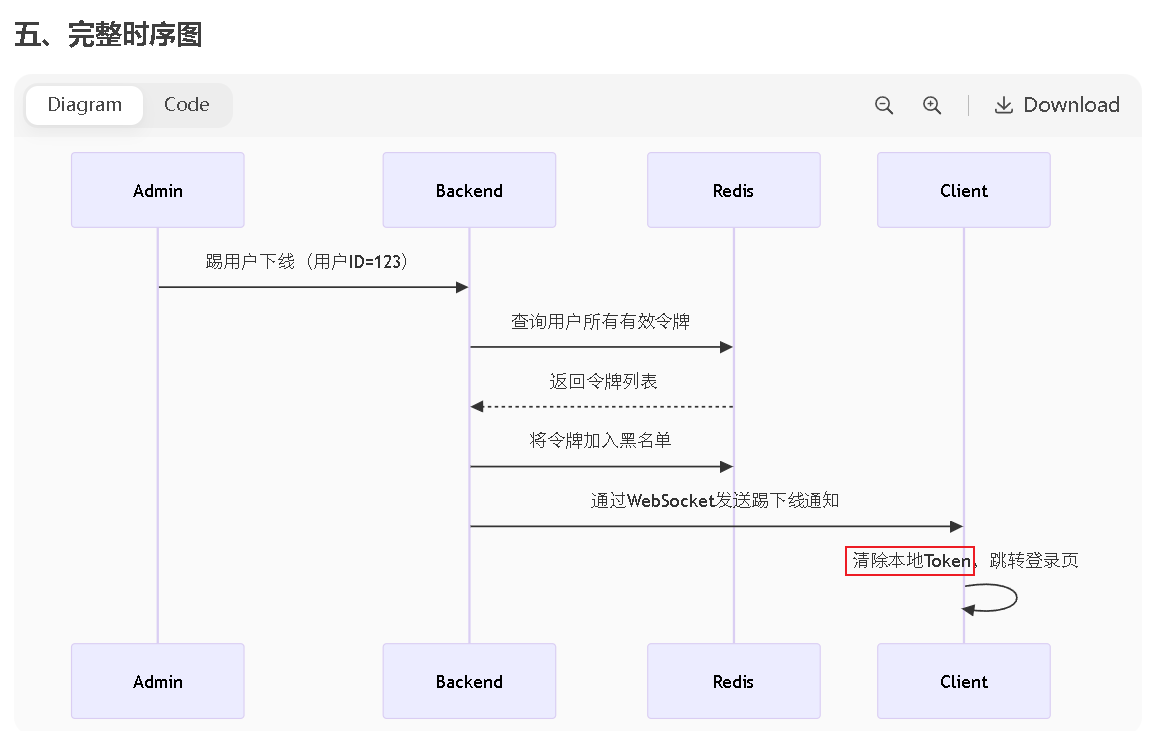 五、完整时序图
Diagram Code Download
Admin Backend Redis Client
踢用户下线（用户ID=123）
查询用户所有有效令牌
返回令牌列表
将令牌加入黑名单
通过WebSocket发送踢下线通知
清除本地Token、跳转登录页
Admin Backend Redis Client